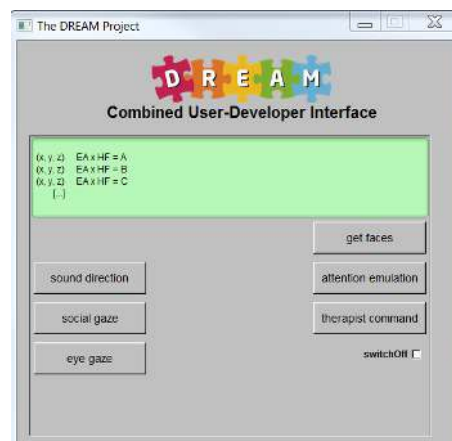 The DREAM Project
DREAM
Combined User-Developer Interface
(x, y, z) EA x HF = A
(x, y, z) EA x HF = B
(x, y, z) EA x HF = C
[...]
get faces
sound direction attention emulation
social gaze therapist command
eye gaze switchOff